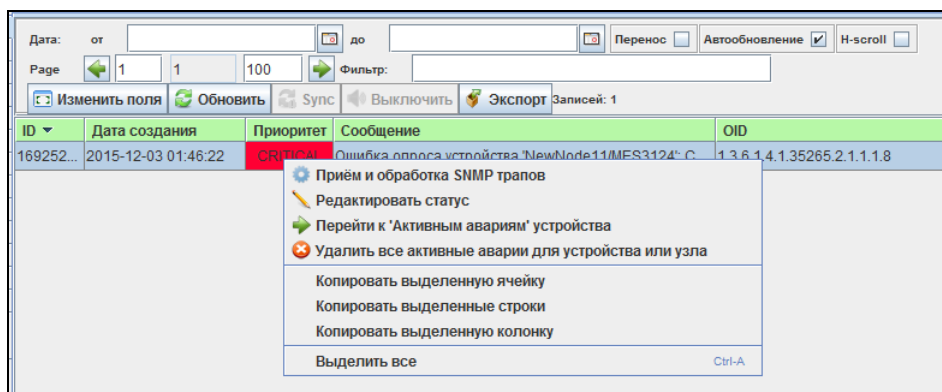 Дата: от до Перенос Автообновление H-scroll
Page 1 1 100 Фильтр:
Изменить поля Обновить Sync Выключить Экспорт Записей: 1
ID Дата создания Приоритет Сообщение OID
169252... 2015-12-03 01:46:22 CRITICAL Ошибка опроса устройства 'NewNode11/MES3124': С... 1.3.6.1.4.1.35265.2.1.1.1.8
Приём и обработка SNMP трапов
Редактировать статус
Перейти к 'Активным авариям' устройства
Удалить все активные аварии для устройства или узла
Копировать выделенную ячейку
Копировать выделенные строки
Копировать выделенную колонку
Выделить все Ctrl-A